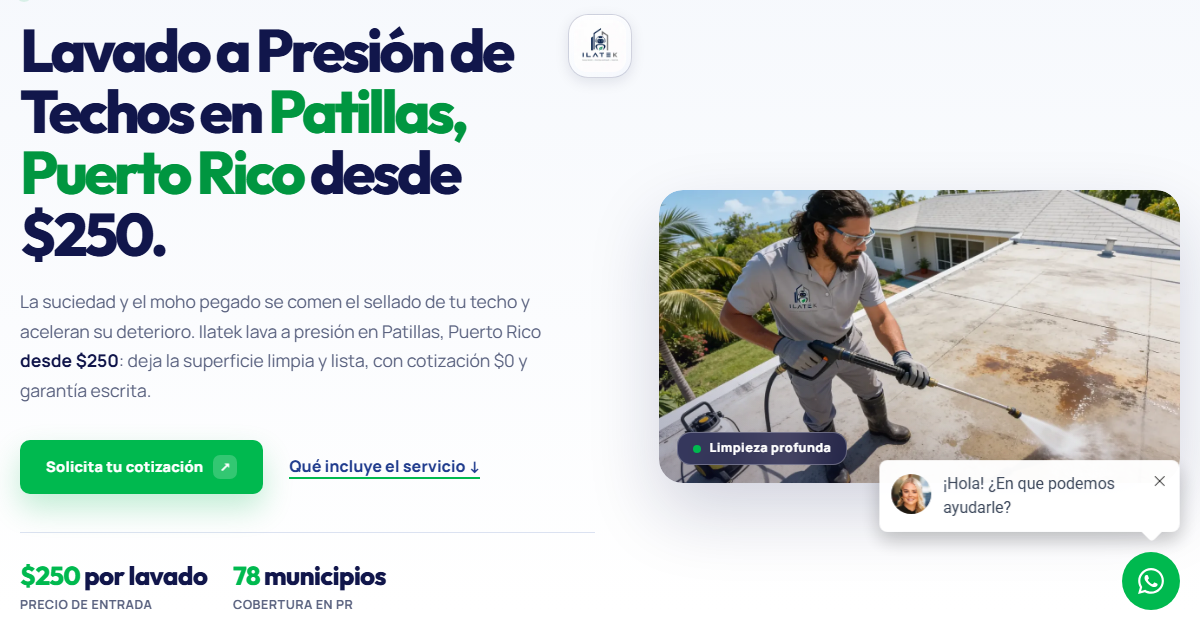 Lavado a Presión de
Techos en Patillas,
Puerto Rico desde
$250.
ILATEK
La suciedad y el moho pegado se comen el sellado de tu techo y
aceleran su deterioro. Ilatek lava a presión en Patillas, Puerto Rico
desde $250: deja la superficie limpia y lista, con cotización $0 y
garantía escrita.
Solicita tu cotización ↗
Qué incluye el servicio ↓
$250 por lavado
PRECIO DE ENTRADA
78 municipios
COBERTURA EN PR
ILATEK
Limpieza profunda
¡Hola! ¿En que podemos
ayudarle?